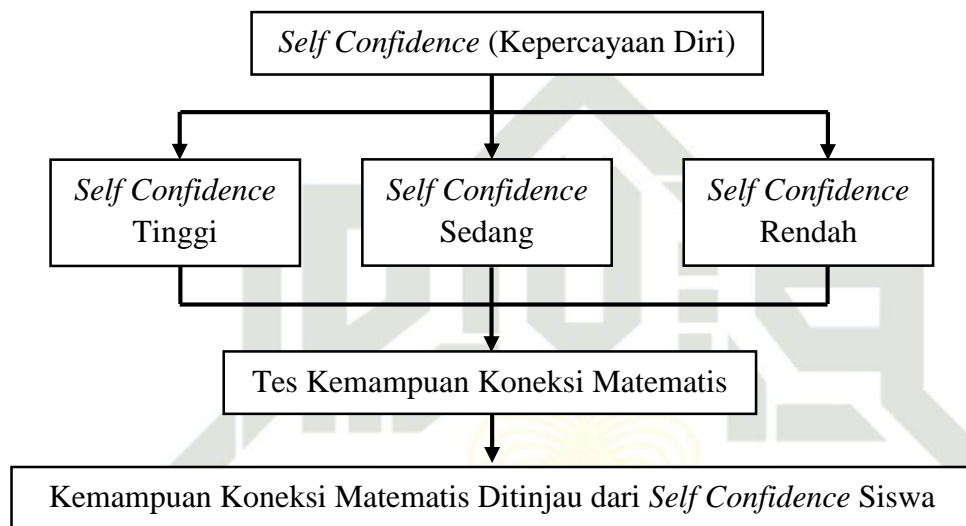 Self Confidence (Kepercayaan Diri)
Self Confidence
Tinggi
Self Confidence
Sedang
Self Confidence
Rendah
Tes Kemampuan Koneksi Matematis
Kemampuan Koneksi Matematis Ditinjau dari Self Confidence Siswa